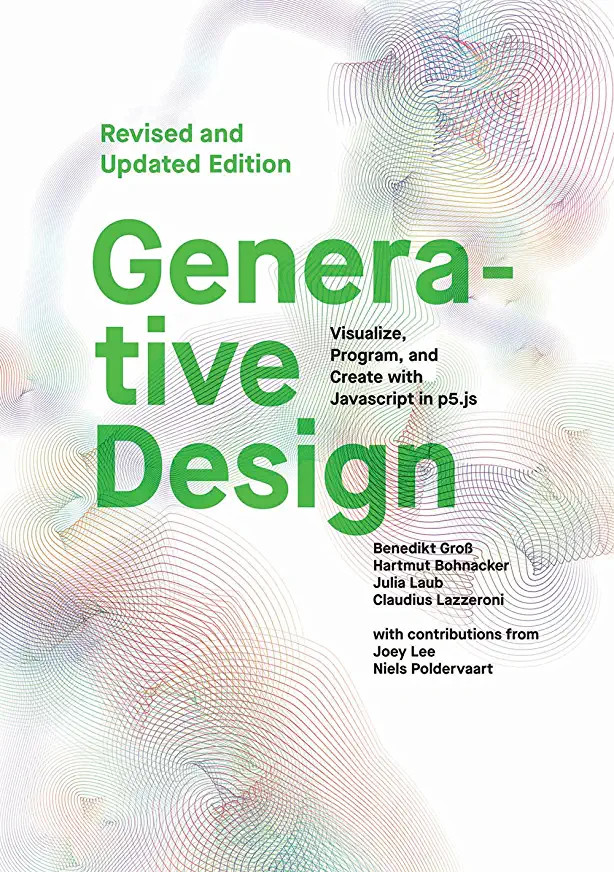 Revised and
Updated Edition
Genera-
tive
Design
Visualize,
Program, and
Create with
Javascript in p5.js
Benedikt Groß
Hartmut Bohnacker
Julia Laub
Claudius Lazzeroni
with contributions from
Joey Lee
Niels Poldervaart